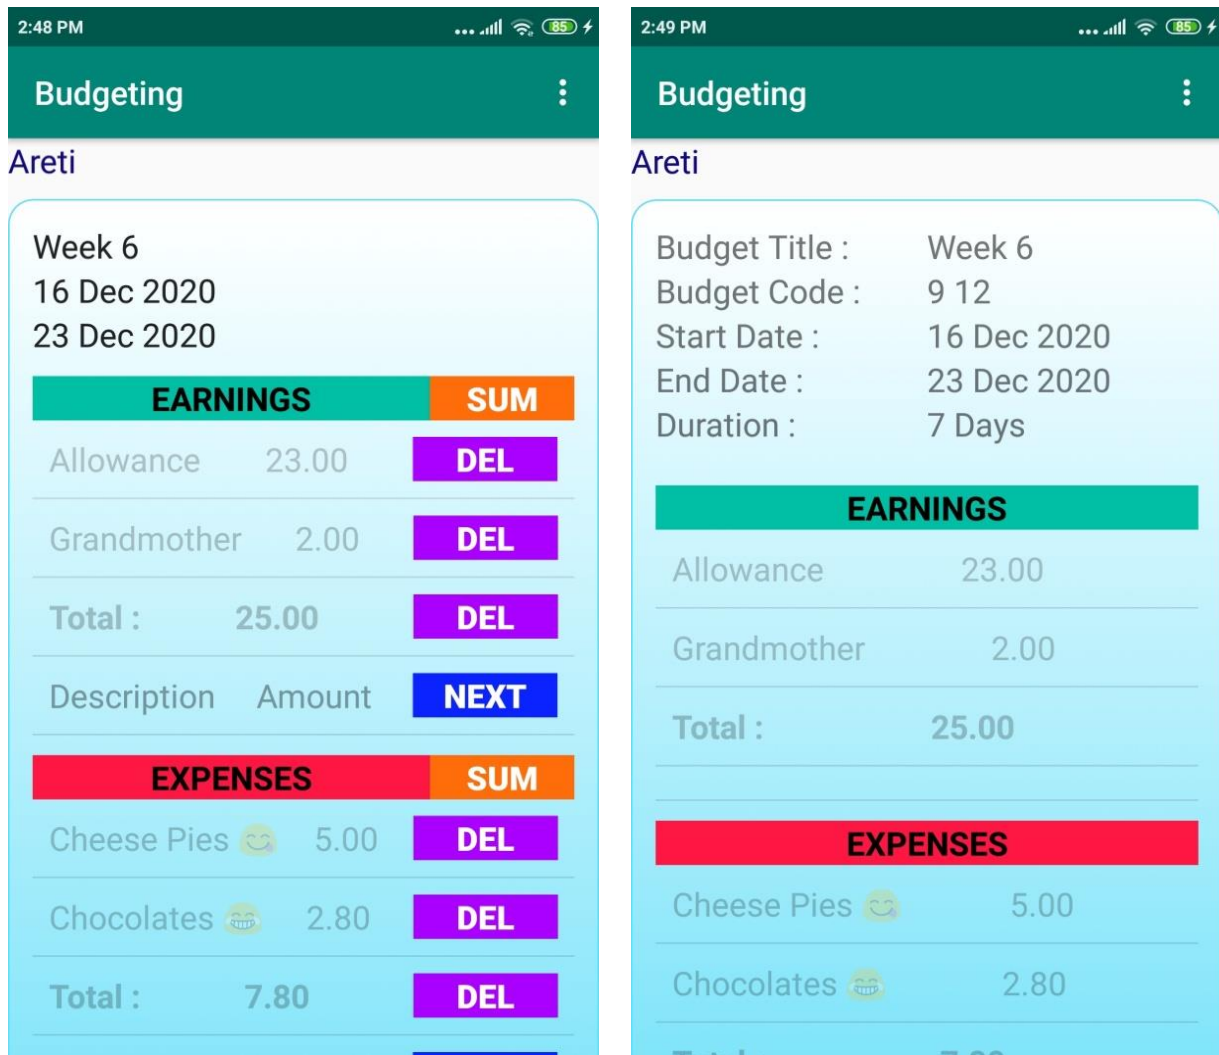 2:48 PM
85
Budgeting
Areti
Week 6
16 Dec 2020
23 Dec 2020
EARNINGS SUM
Allowance 23.00 DEL
Grandmother 2.00 DEL
Total : 25.00 DEL
Description Amount NEXT
EXPENSES SUM
Cheese Pies 😋 5.00 DEL
Chocolates 😂 2.80 DEL
Total : 7.80 DEL
2:49 PM
85
Budgeting
Areti
Budget Title : Week 6
Budget Code : 9 12
Start Date : 16 Dec 2020
End Date : 23 Dec 2020
Duration : 7 Days
EARNINGS
Allowance 23.00
Grandmother 2.00
Total : 25.00
EXPENSES
Cheese Pies 😋 5.00
Chocolates 😂 2.80